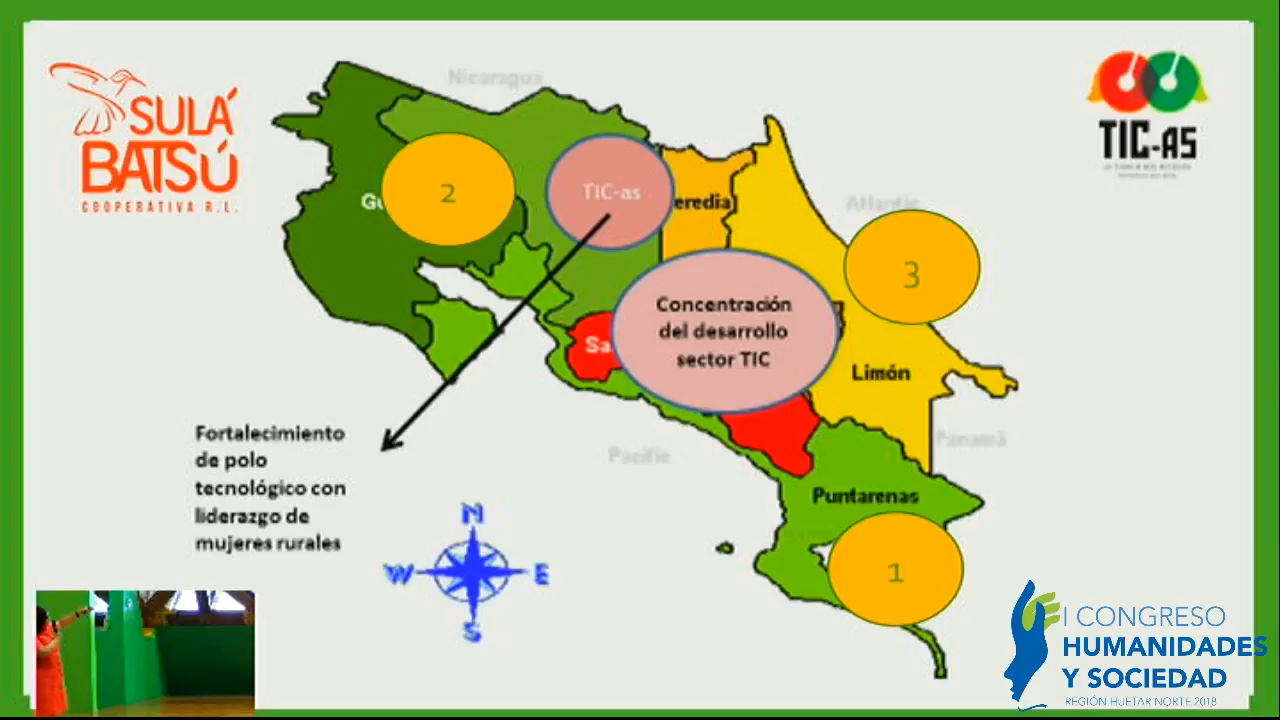 SULÁ
BATSÚ
COOPERATIVA R.L.
Nicaragua
TIC-AS
2
TIC-as
eredia
Atlantic
3
Concentración
del desarrollo
sector TIC
Limón
Fortalecimiento
de polo
tecnológico con
liderazgo de
mujeres rurales
Pacific
Panamá
Puntarenas
1
N
W
E
S
I CONGRESO
HUMANIDADES
Y SOCIEDAD
REGIÓN HUETAR NORTE 2018